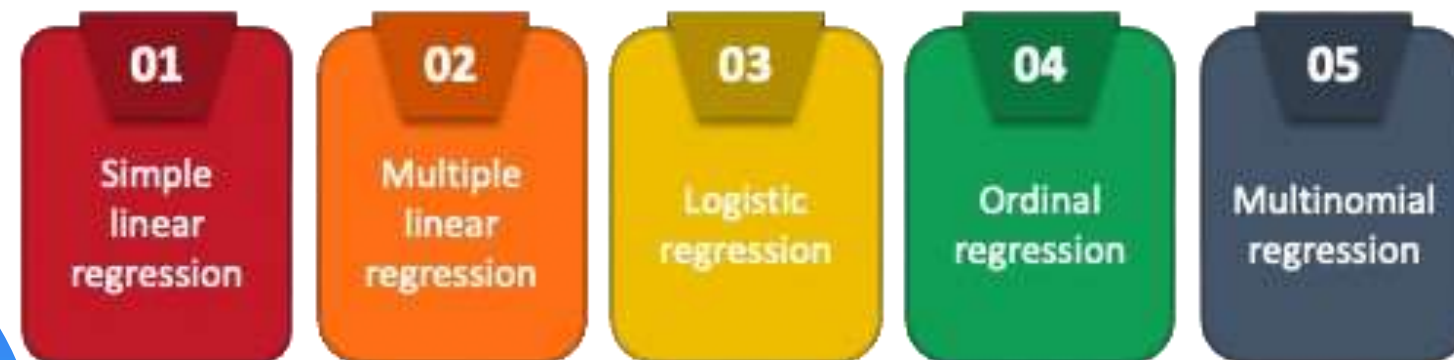 01
Simple
linear
regression
02
Multiple
linear
regression
03
Logistic
regression
04
Ordinal
regression
05
Multinomial
regression